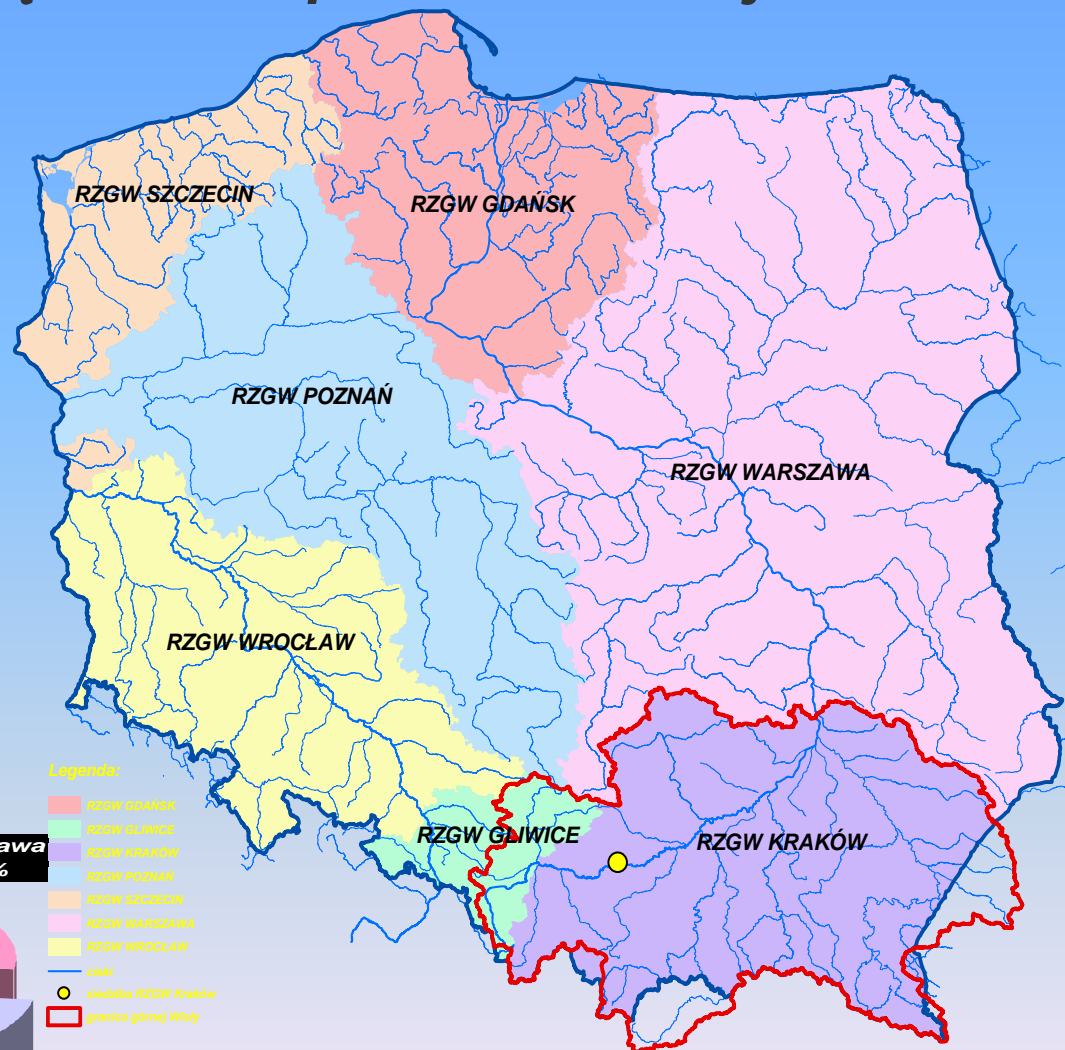 RZGW SZCZECIN
RZGW GDAŃSK
RZGW POZNAŃ
RZGW WARSZAWA
RZGW WROCŁAW
RZGW GLIWICE
RZGW KRAKÓW
Legenda:
RZGW GDAŃSK
RZGW GLIWICE
RZGW KRAKÓW
RZGW POZNAŃ
RZGW SZCZECIN
RZGW WARSZAWA
RZGW WROCŁAW
cieki
siedziba RZGW Kraków
granica górnej Wisły
awa
%